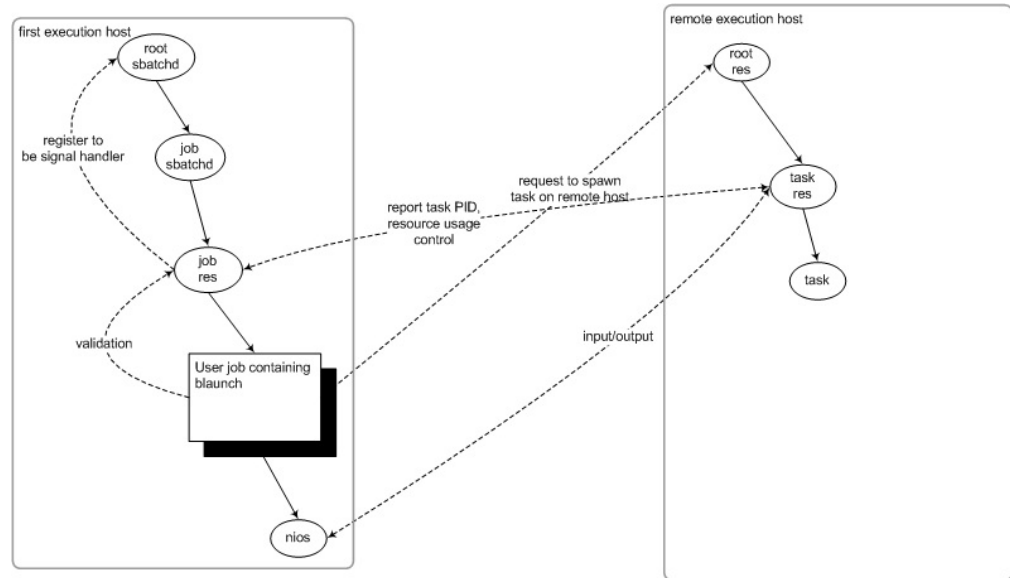 first execution host
root
sbatchd
register to
be signal handler
job
sbatchd
job
res
validation
User job containing
blaunch
nios
report task PID,
resource usage
control
request to spawn
task on remote host
input/output
remote execution host
root
res
task
res
task